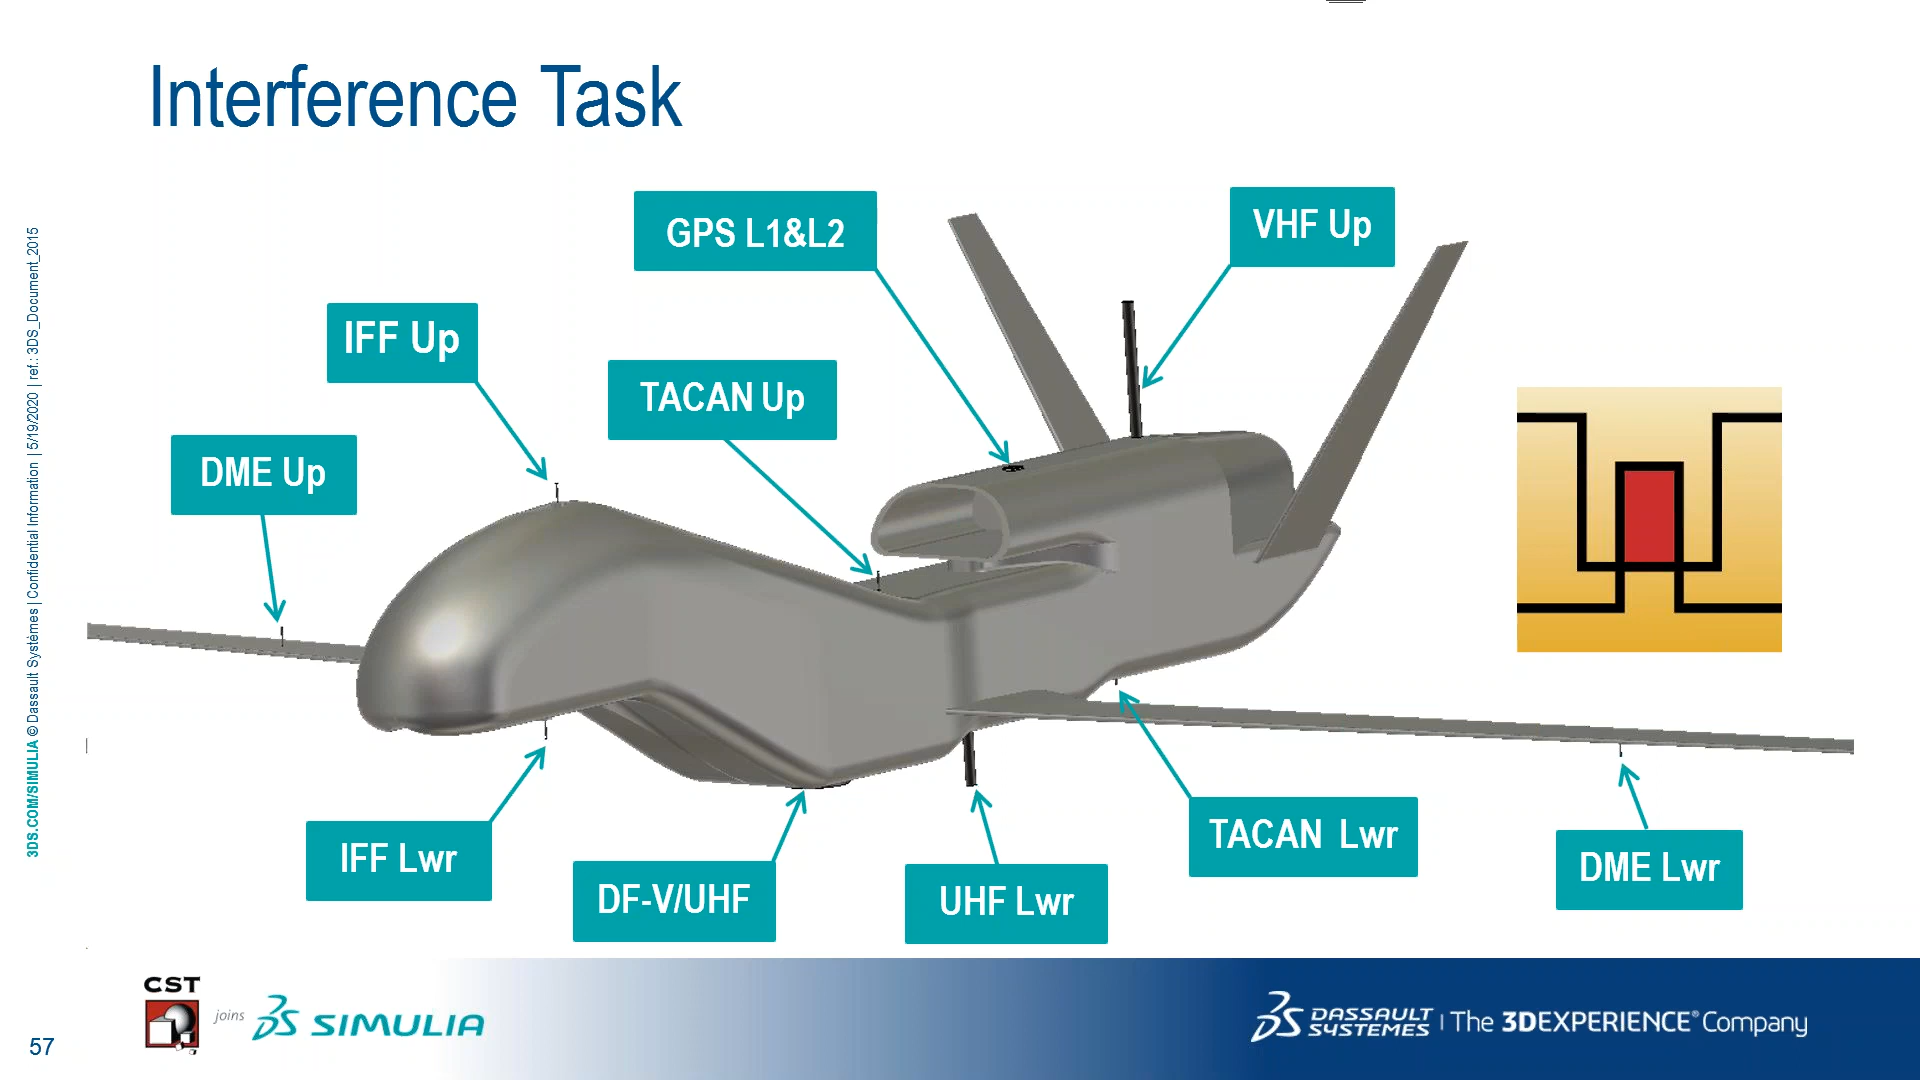 Interference Task
GPS L1&L2
VHF Up
IFF Up
TACAN Up
DME Up
IFF Lwr
DF-V/UHF
UHF Lwr
TACAN Lwr
DME Lwr
3DS.COM/SIMULIA © Dassault Systèmes | Confidential Information | 5/19/2020 | ref.: 3DS_Document_2015
57
CST
joins
SIMULIA
DASSAULT
SYSTEMES
The 3DEXPERIENCE® Company